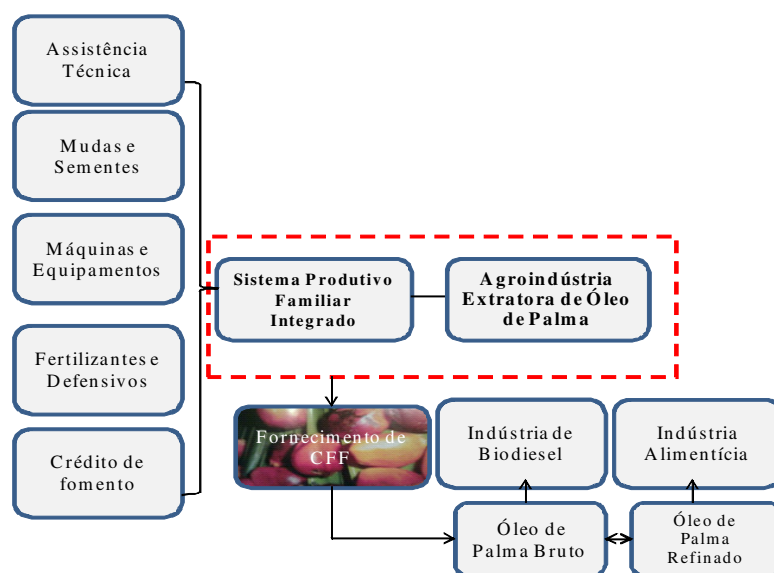 Assistência
Técnica
Mudas e
Sementes
Máquinas e
Equipamentos
Fertilizantes e
Defensivos
Crédito de
fomento
Sistema Produtivo
Familiar
Integrado
Agroindústria
Extratora de Óleo
de Palma
Fornecimento de
CFF
Indústria de
Biodiesel
Indústria
Alimentícia
Óleo de
Palma Bruto
Óleo de
Palma
Refinado